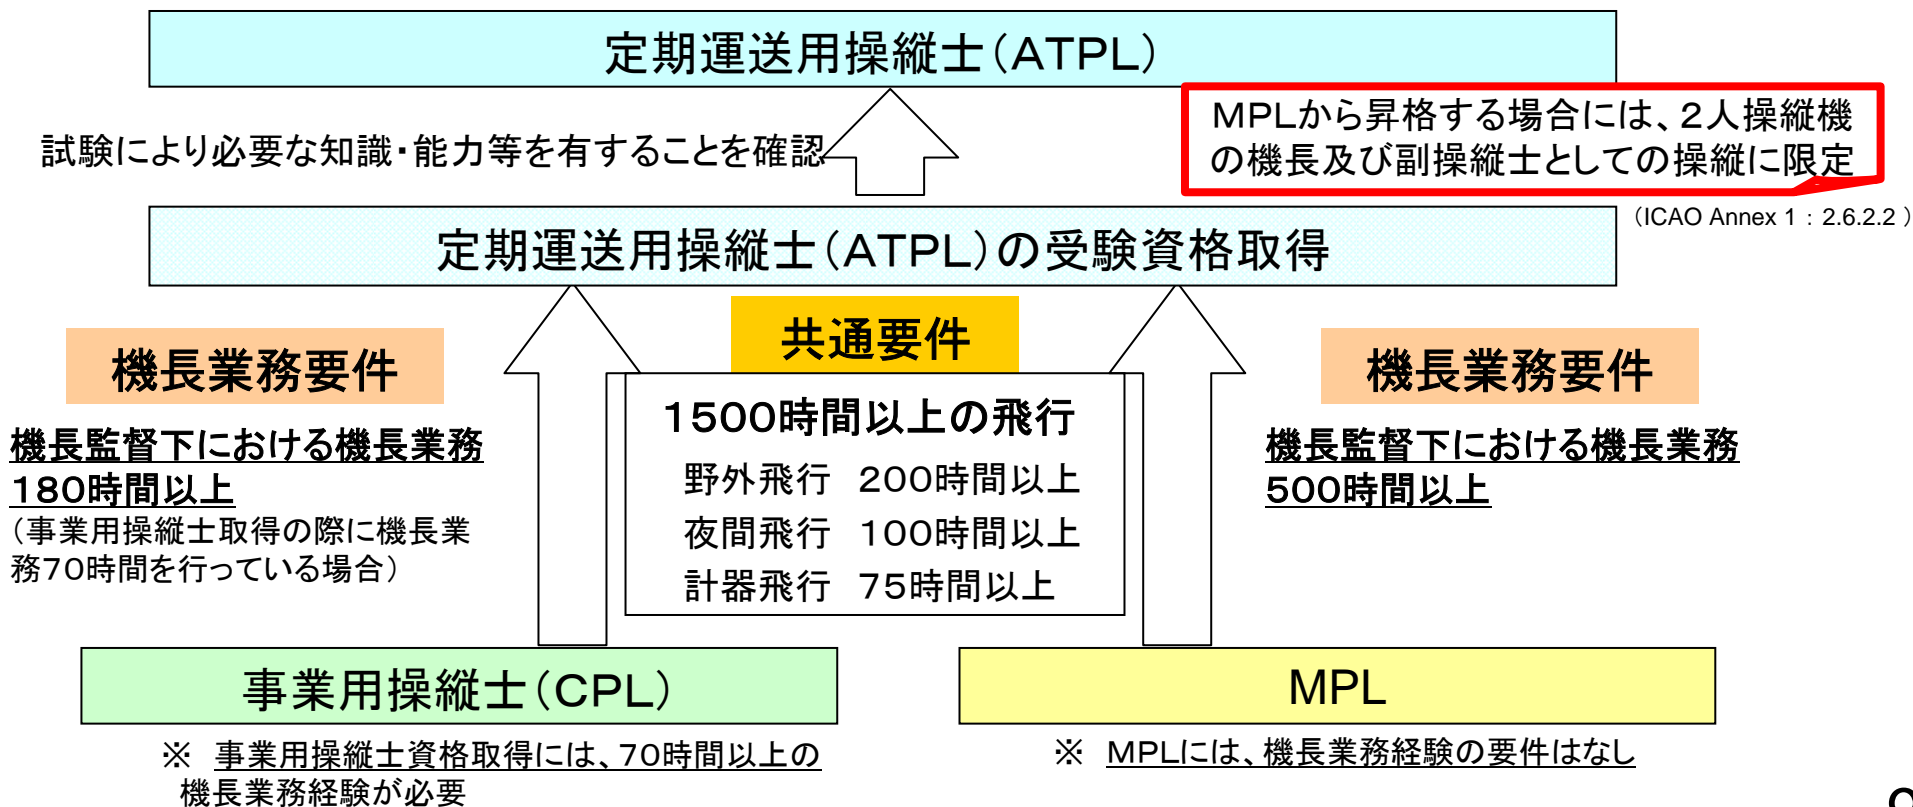 定期運送用操縦士（ATPL）
試験により必要な知識・能力等を有することを確認
MPLから昇格する場合には、２人操縦機
の機長及び副操縦士としての操縦に限定
（ICAO Annex 1：2.6.2.2 ）
定期運送用操縦士（ATPL）の受験資格取得
機長業務要件
機長監督下における機長業務
１８０時間以上
（事業用操縦士取得の際に機長業
務７０時間を行っている場合）
共通要件
１５００時間以上の飛行
野外飛行　２００時間以上
夜間飛行　１００時間以上
計器飛行　７５時間以上
機長業務要件
機長監督下における機長業務
５００時間以上
事業用操縦士（CPL）
※　事業用操縦士資格取得には、７０時間以上の
機長業務経験が必要
MPL
※　MPLには、機長業務経験の要件はなし